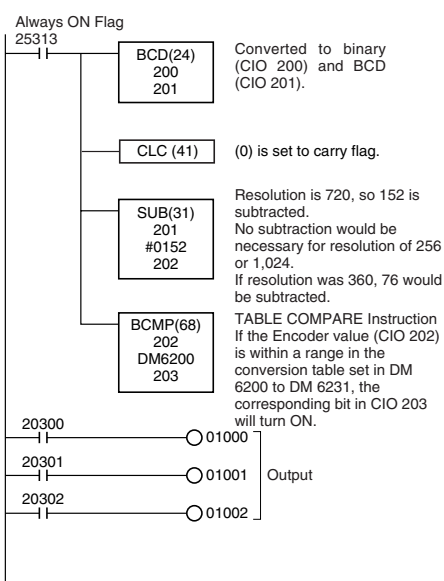 Always ON Flag
25313
BCD(24)
200
201
Converted to binary
(CIO 200) and BCD
(CIO 201).
CLC (41)
(0) is set to carry flag.
SUB(31)
201
#0152
202
Resolution is 720, so 152 is
subtracted.
No subtraction would be
necessary for resolution of 256
or 1,024.
If resolution was 360, 76 would
be subtracted.
BCMP(68)
202
DM6200
203
TABLE COMPARE Instruction
If the Encoder value (CIO 202)
is within a range in the
conversion table set in DM
6200 to DM 6231, the
corresponding bit in CIO 203
will turn ON.
20300
01000
20301
01001
Output
20302
01002